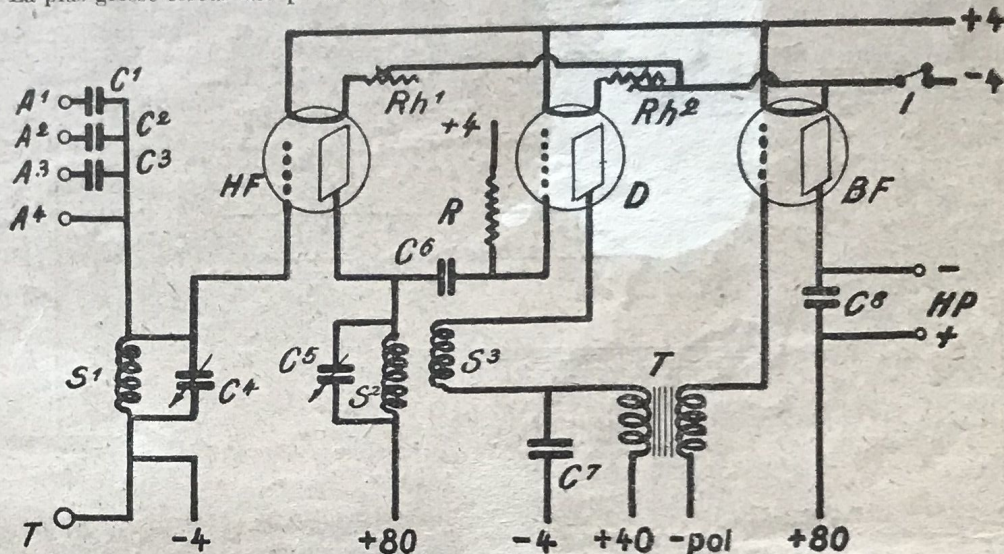 +4
-4
A1 C1
A2 C2
A3 C3
A4
Rh1
+4
Rh2
I
HF
R
D
BF
C6
C8
-
HP
+
S1
C4
C5
S2
S3
T
C7
T
-4
+80
-4
+40
-pol
+80